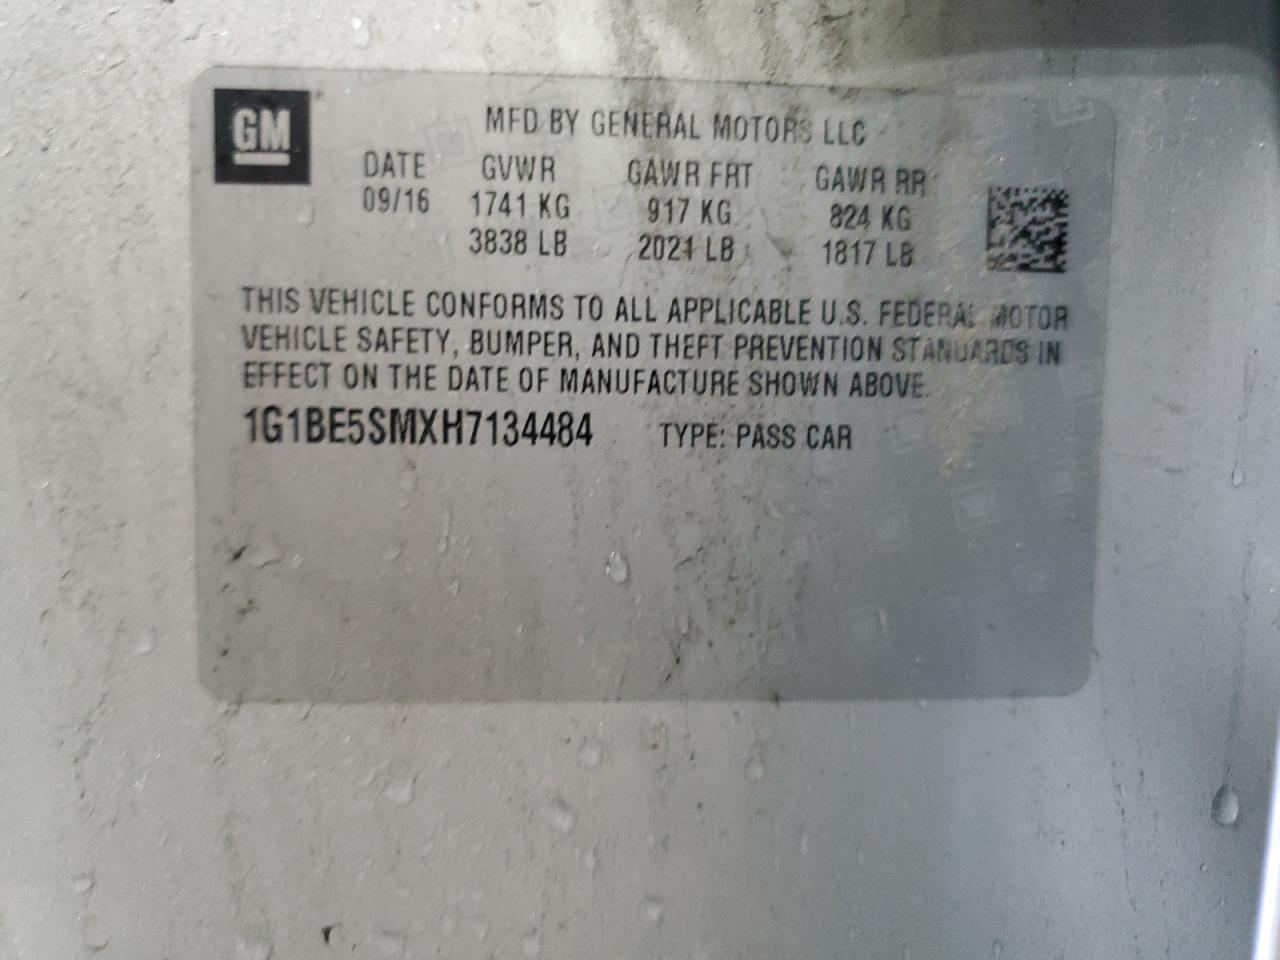 GM
MFD BY GENERAL MOTORS LLC
DATE GVWR GAWR FRT GAWR RR
09/16 1741 KG 917 KG 824 KG
3838 LB 2021 LB 1817 LB
THIS VEHICLE CONFORMS TO ALL APPLICABLE U.S. FEDERAL MOTOR
VEHICLE SAFETY, BUMPER, AND THEFT PREVENTION STANDARDS IN
EFFECT ON THE DATE OF MANUFACTURE SHOWN ABOVE.
1G1BE5SMXH7134484 TYPE: PASS CAR